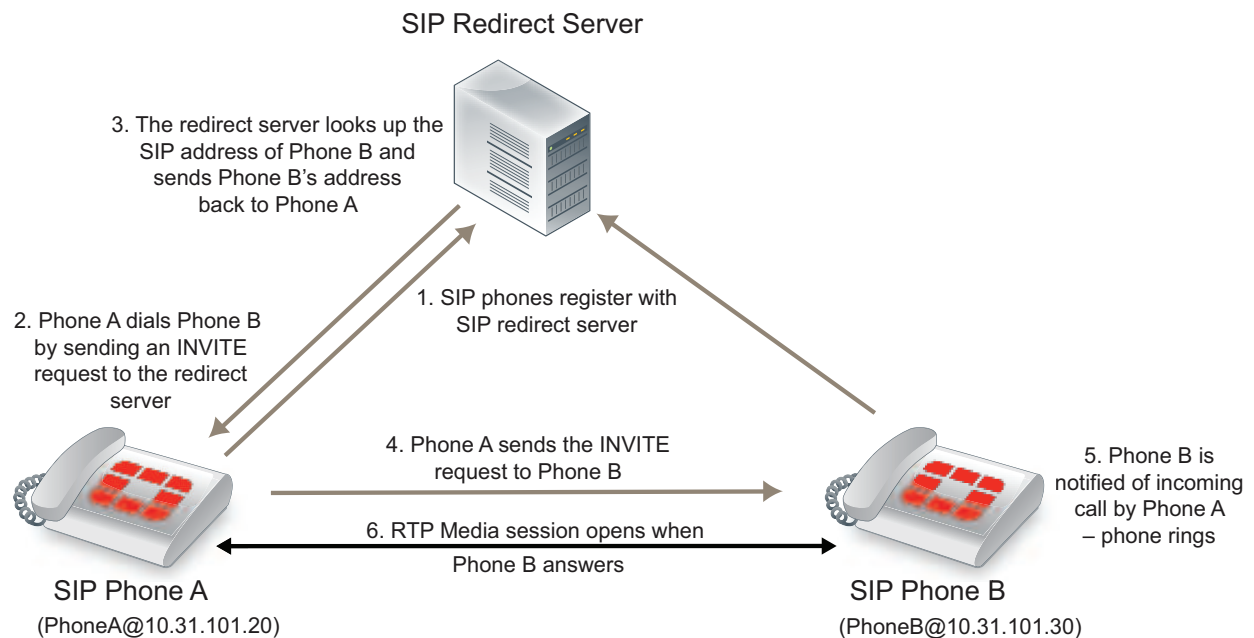 SIP Redirect Server
3. The redirect server looks up the
SIP address of Phone B and
sends Phone B’s address
back to Phone A
1. SIP phones register with
SIP redirect server
2. Phone A dials Phone B
by sending an INVITE
request to the redirect
server
4. Phone A sends the INVITE
request to Phone B
5. Phone B is
notified of incoming
call by Phone A
– phone rings
6. RTP Media session opens when
Phone B answers
SIP Phone A
(PhoneA@10.31.101.20)
SIP Phone B
(PhoneB@10.31.101.30)